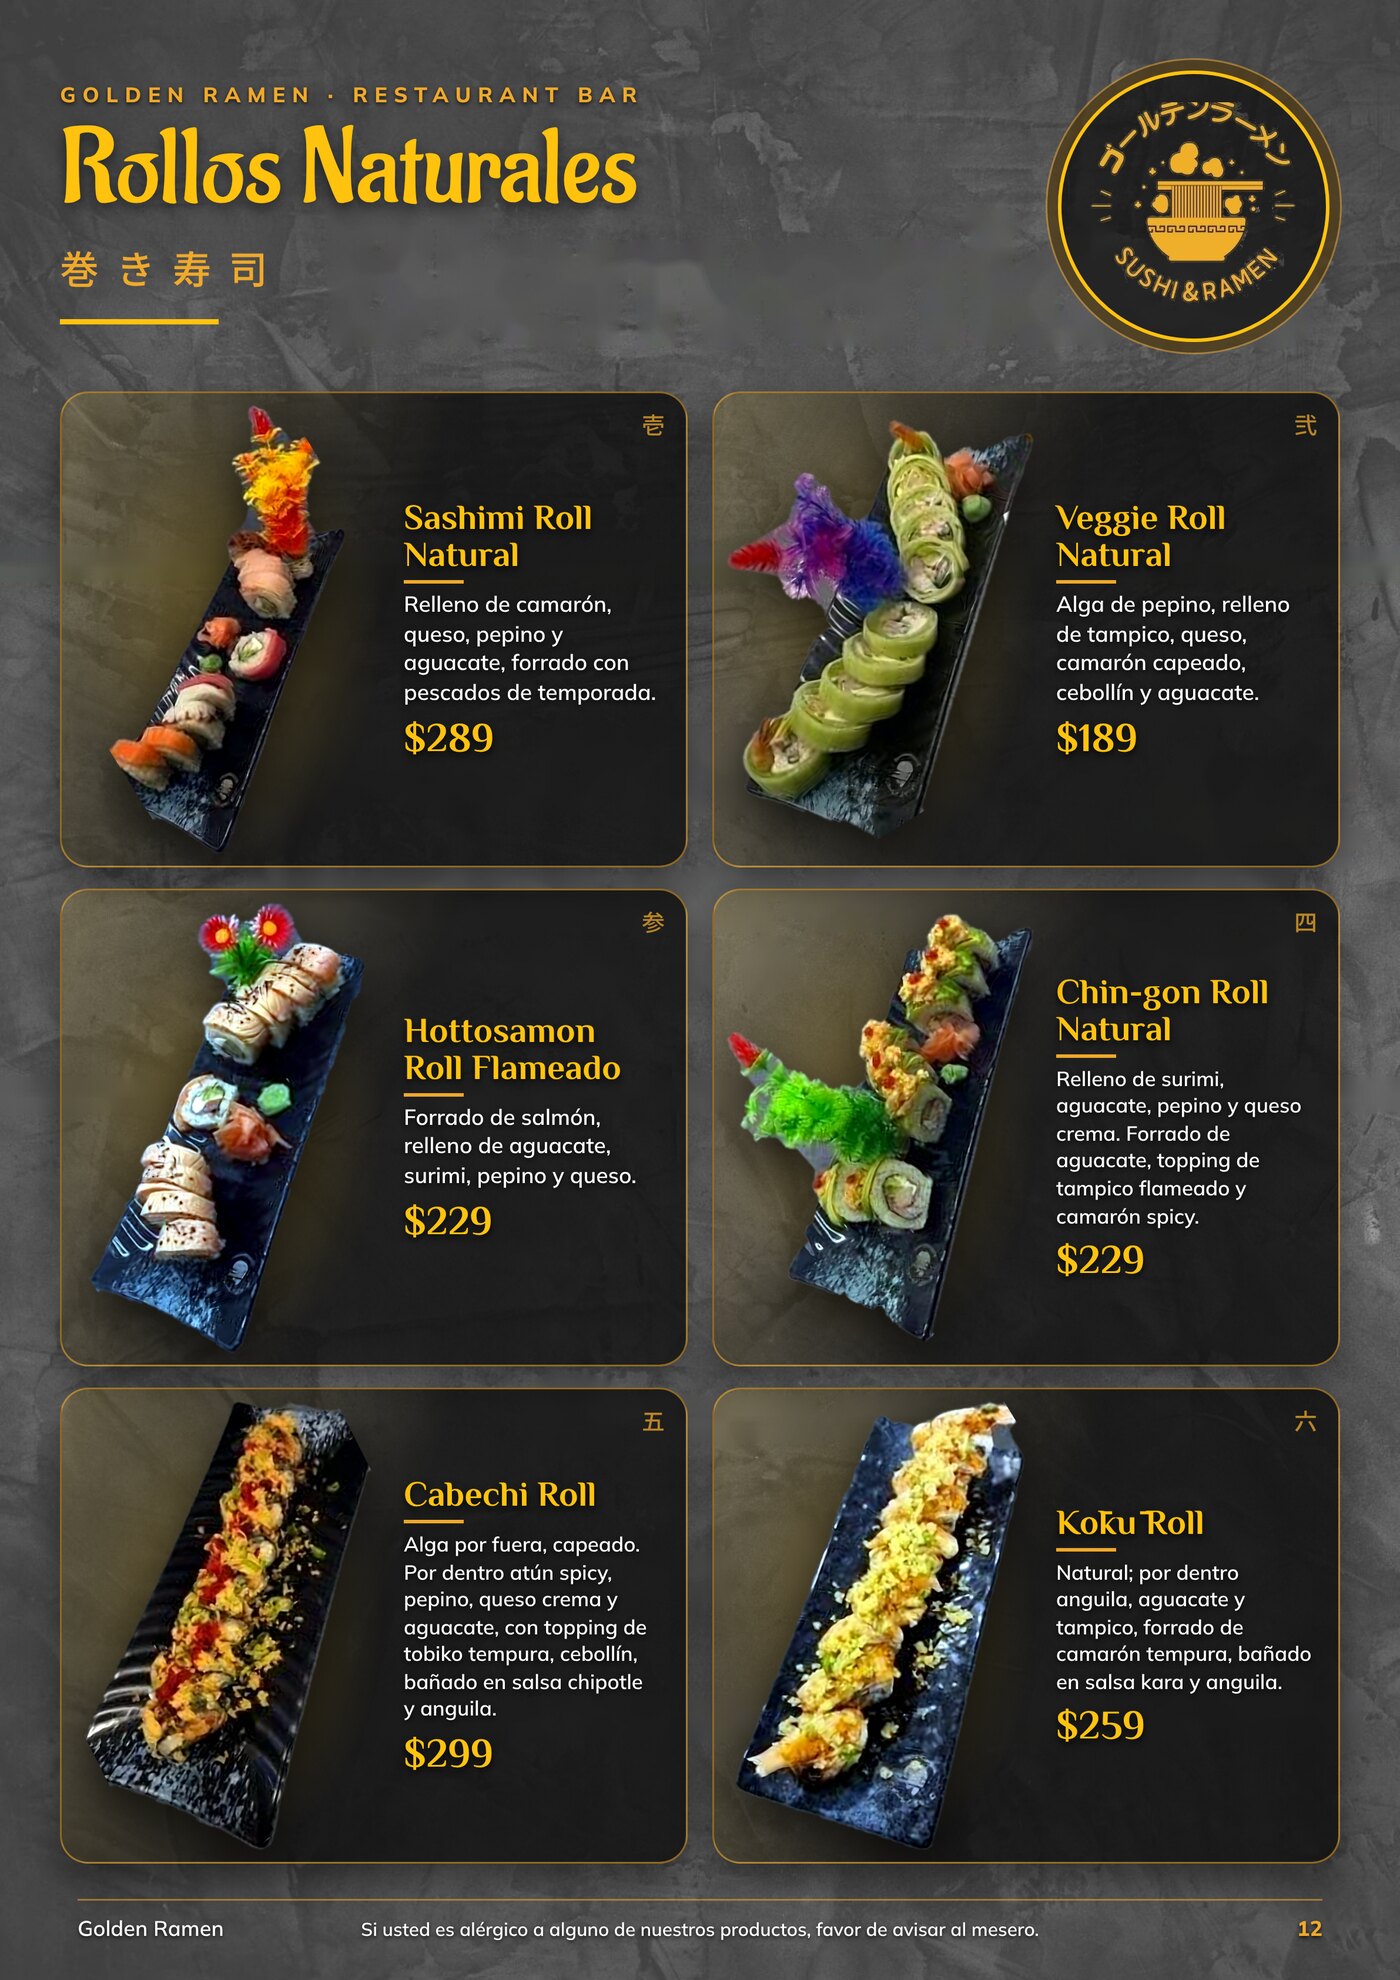 GOLDEN RAMEN · RESTAURANT BAR
Rollos Naturales
巻き寿司
ゴールデンラーメン
SUSHI & RAMEN
壱
Sashimi Roll
Natural
Relleno de camarón,
queso, pepino y
aguacate, forrado con
pescados de temporada.
$289
弐
Veggie Roll
Natural
Alga de pepino, relleno
de tampico, queso,
camarón capeado,
cebollín y aguacate.
$189
参
Hottosamon
Roll Flameado
Forrado de salmón,
relleno de aguacate,
surimi, pepino y queso.
$229
四
Chin-gon Roll
Natural
Relleno de surimi,
aguacate, pepino y queso
crema. Forrado de
aguacate, topping de
tampico flameado y
camarón spicy.
$229
五
Cabechi Roll
Alga por fuera, capeado.
Por dentro atún spicy,
pepino, queso crema y
aguacate, con topping de
tobiko tempura, cebollín,
bañado en salsa chipotle
y anguila.
$299
六
Koku Roll
Natural; por dentro
anguila, aguacate y
tampico, forrado de
camarón tempura, bañado
en salsa kara y anguila.
$259
Golden Ramen
Si usted es alérgico a alguno de nuestros productos, favor de avisar al mesero.
12